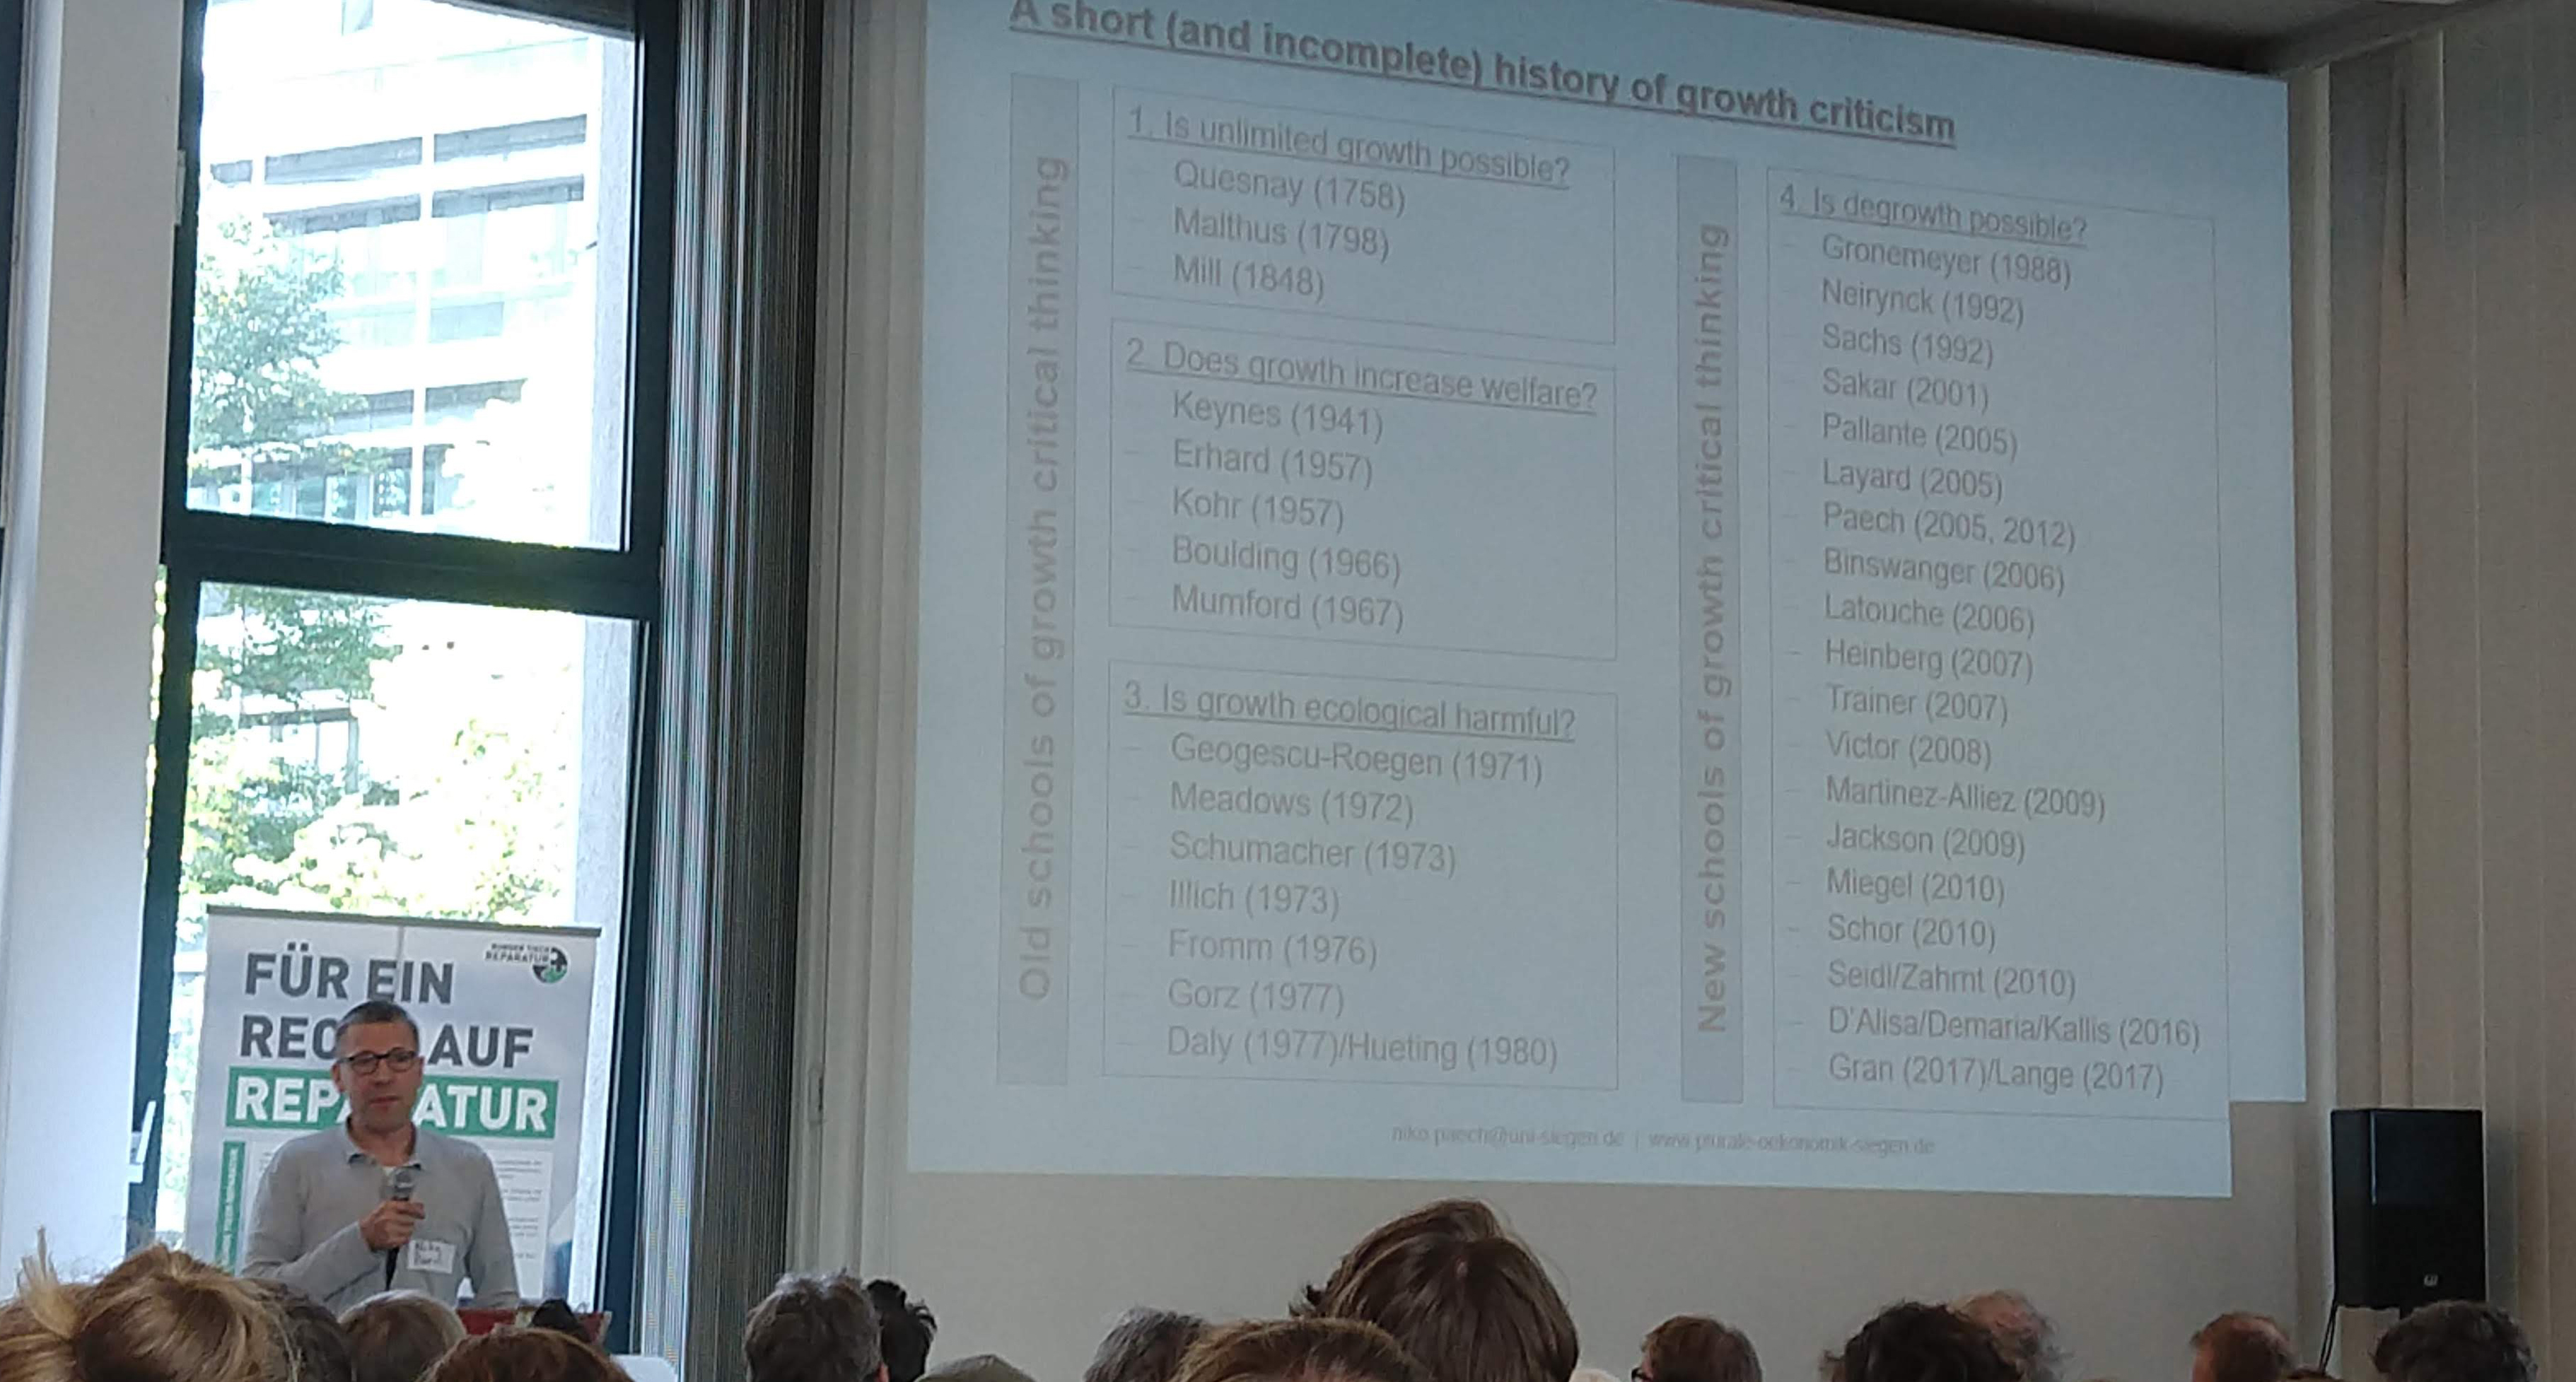 A short (and incomplete) history of growth criticism
Old schools of growth critical thinking
1. Is unlimited growth possible?
- Quesnay (1758)
- Malthus (1798)
- Mill (1848)
2. Does growth increase welfare?
- Keynes (1941)
- Erhard (1957)
- Kohr (1957)
- Boulding (1966)
- Mumford (1967)
3. Is growth ecological harmful?
- Geogescu-Roegen (1971)
- Meadows (1972)
- Schumacher (1973)
- Illich (1973)
- Fromm (1976)
- Gorz (1977)
- Daly (1977)/Hueting (1980)
New schools of growth critical thinking
4. Is degrowth possible?
- Gronemeyer (1988)
- Neirynck (1992)
- Sachs (1992)
- Sakar (2001)
- Pallante (2005)
- Layard (2005)
- Paech (2005, 2012)
- Binswanger (2006)
- Latouche (2006)
- Heinberg (2007)
- Trainer (2007)
- Victor (2008)
- Martinez-Alliez (2009)
- Jackson (2009)
- Miegel (2010)
- Schor (2010)
- Seidl/Zahrnt (2010)
- D'Alisa/Demaria/Kallis (2016)
- Gran (2017)/Lange (2017)
niko.paech@uni-siegen.de | www.plurale-oekonomik-siegen.de
RUNDER TISCH
REPARATUR
FÜR EIN
REC AUF
REPARATUR